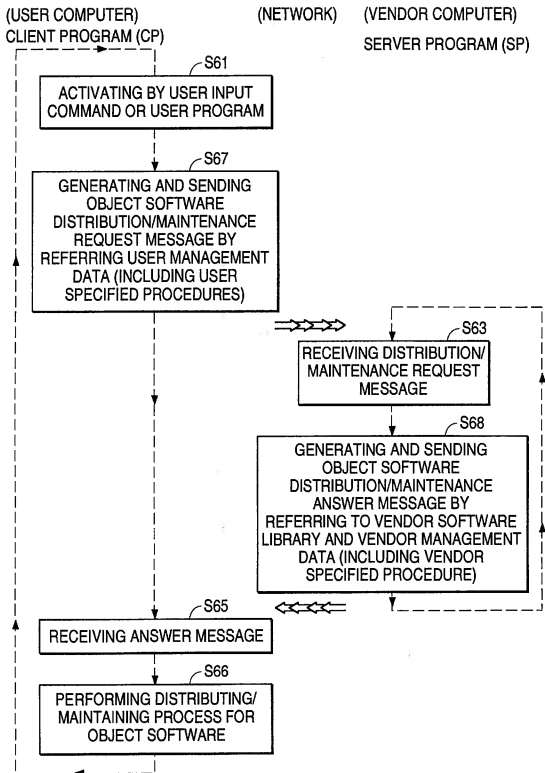 (USER COMPUTER)
CLIENT PROGRAM (CP)
(NETWORK)
(VENDOR COMPUTER)
SERVER PROGRAM (SP)
S61
ACTIVATING BY USER INPUT
COMMAND OR USER PROGRAM
S67
GENERATING AND SENDING
OBJECT SOFTWARE
DISTRIBUTION/MAINTENANCE
REQUEST MESSAGE BY
REFERRING USER MANAGEMENT
DATA (INCLUDING USER
SPECIFIED PROCEDURES)
S63
RECEIVING DISTRIBUTION/
MAINTENANCE REQUEST
MESSAGE
S68
GENERATING AND SENDING
OBJECT SOFTWARE
DISTRIBUTION/MAINTENANCE
ANSWER MESSAGE BY
REFERRING TO VENDOR SOFTWARE
LIBRARY AND VENDOR MANAGEMENT
DATA (INCLUDING VENDOR
SPECIFIED PROCEDURE)
S65
RECEIVING ANSWER MESSAGE
S66
PERFORMING DISTRIBUTING/
MAINTAINING PROCESS FOR
OBJECT SOFTWARE